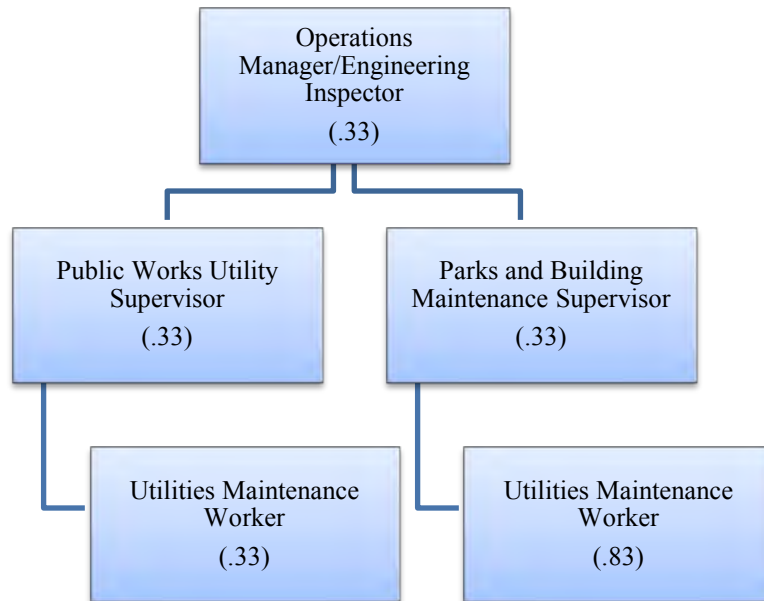 Operations
Manager/Engineering
Inspector
(.33)
Public Works Utility
Supervisor
(.33)
Parks and Building
Maintenance Supervisor
(.33)
Utilities Maintenance
Worker
(.33)
Utilities Maintenance
Worker
(.83)